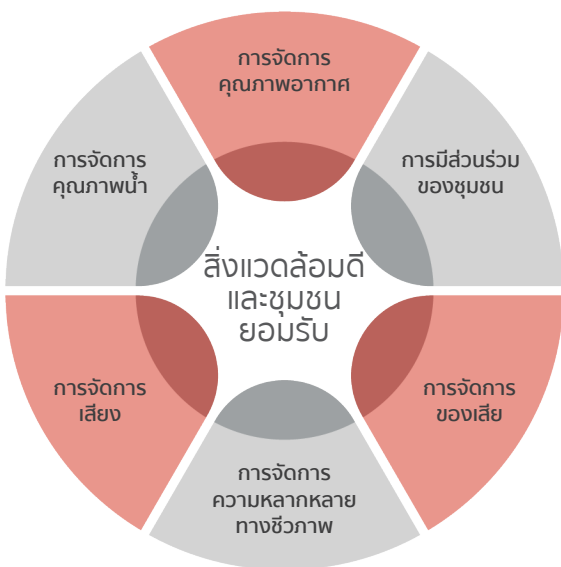 การจัดการ
คุณภาพอากาศ
การมีส่วนร่วม
ของชุมชน
การจัดการ
ของเสีย
การจัดการ
ความหลากหลาย
ทางชีวภาพ
การจัดการ
เสียง
การจัดการ
คุณภาพน้ำ
สิ่งแวดล้อมดี
และชุมชน
ยอมรับ